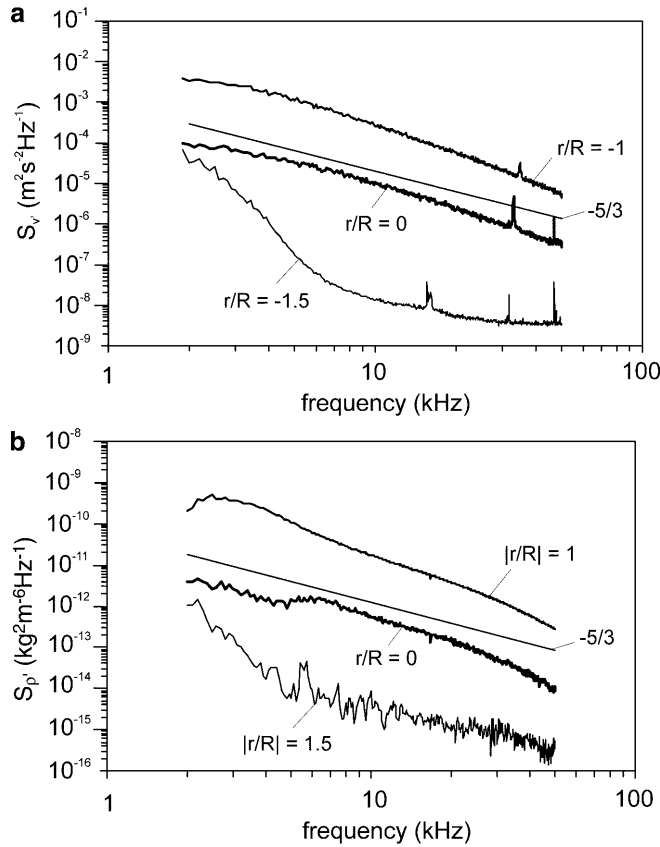 a
10⁻¹
10⁻²
10⁻³
10⁻⁴
10⁻⁵
10⁻⁶
10⁻⁷
10⁻⁸
10⁻⁹
Sᵥ' (m²s⁻²Hz⁻¹)
r/R = -1
-5/3
r/R = 0
r/R = -1.5
1 10 100
frequency (kHz)
b
10⁻⁸
10⁻⁹
10⁻¹⁰
10⁻¹¹
10⁻¹²
10⁻¹³
10⁻¹⁴
10⁻¹⁵
10⁻¹⁶
Sᵨ' (kg²m⁻⁶Hz⁻¹)
|r/R| = 1
-5/3
r/R = 0
|r/R| = 1.5
1 10 100
frequency (kHz)